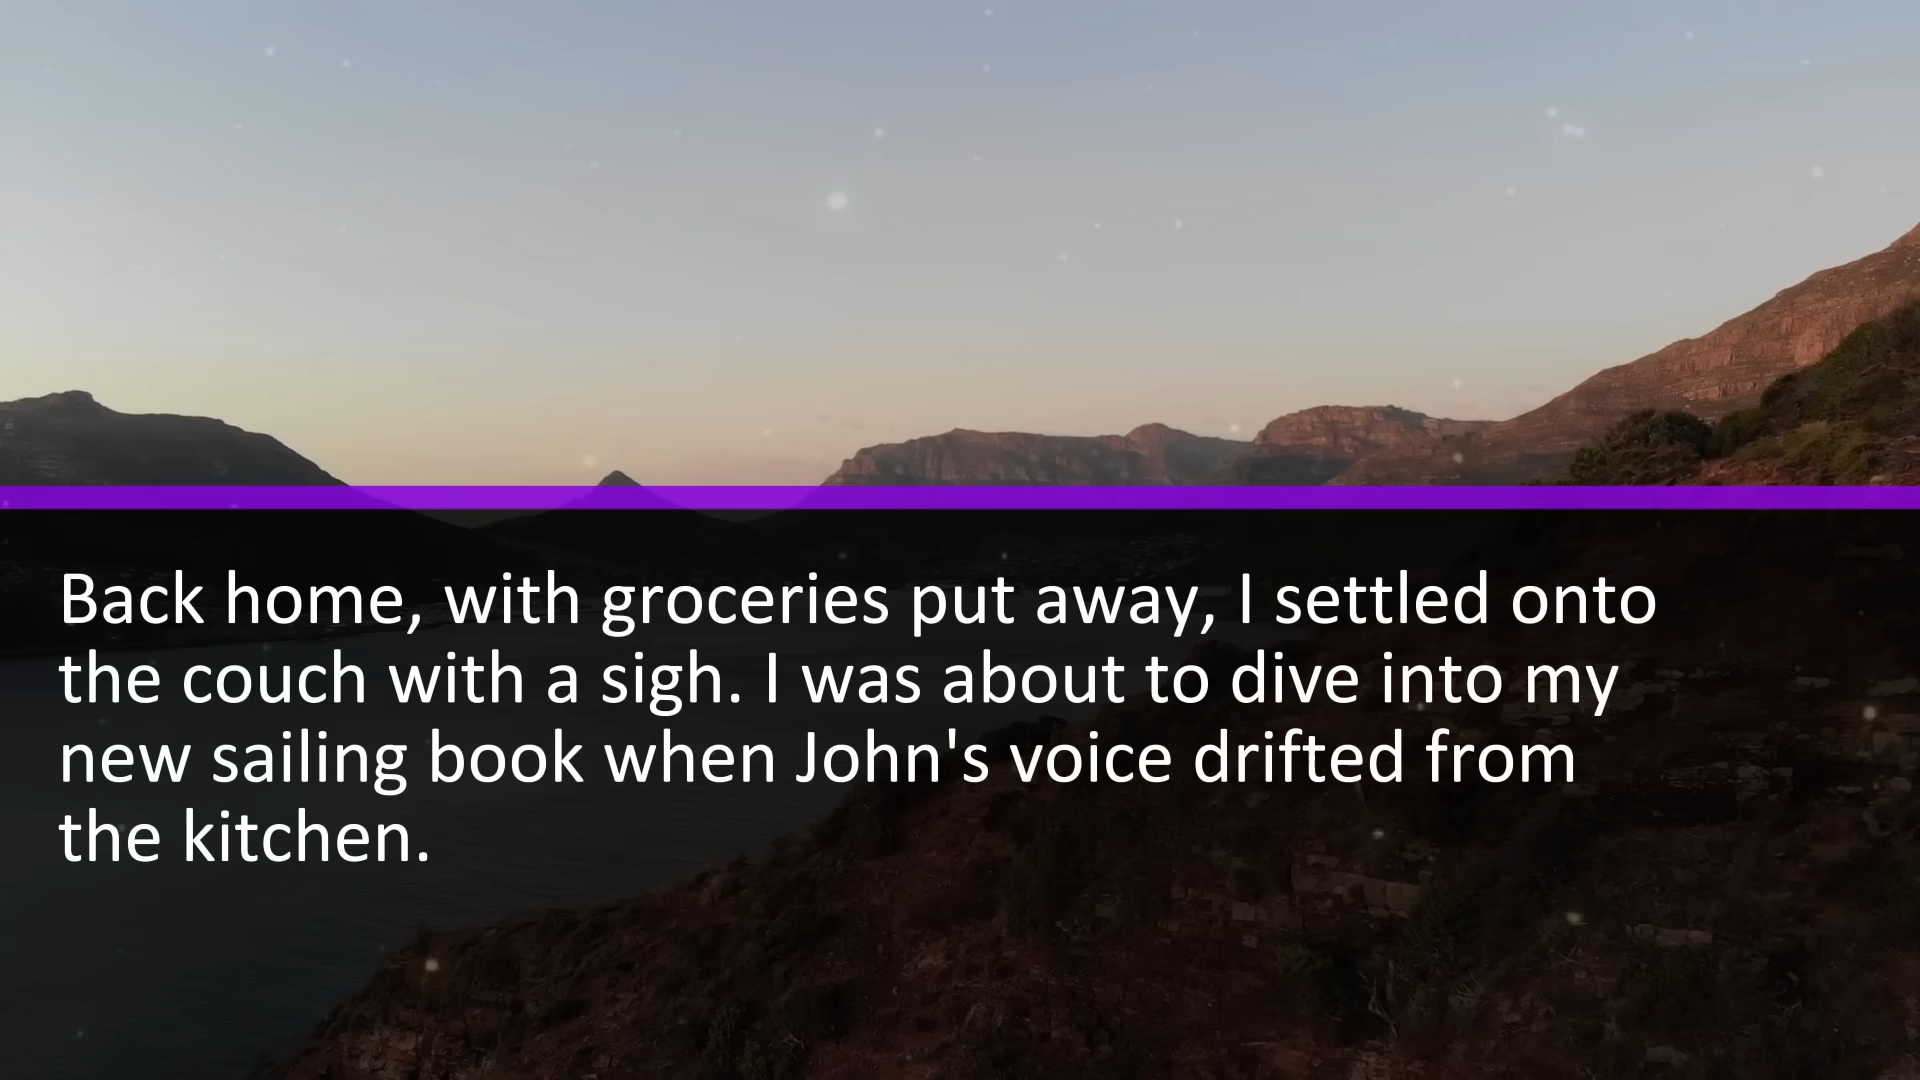 Back home, with groceries put away, I settled onto
the couch with a sigh. I was about to dive into my
new sailing book when John's voice drifted from
the kitchen.